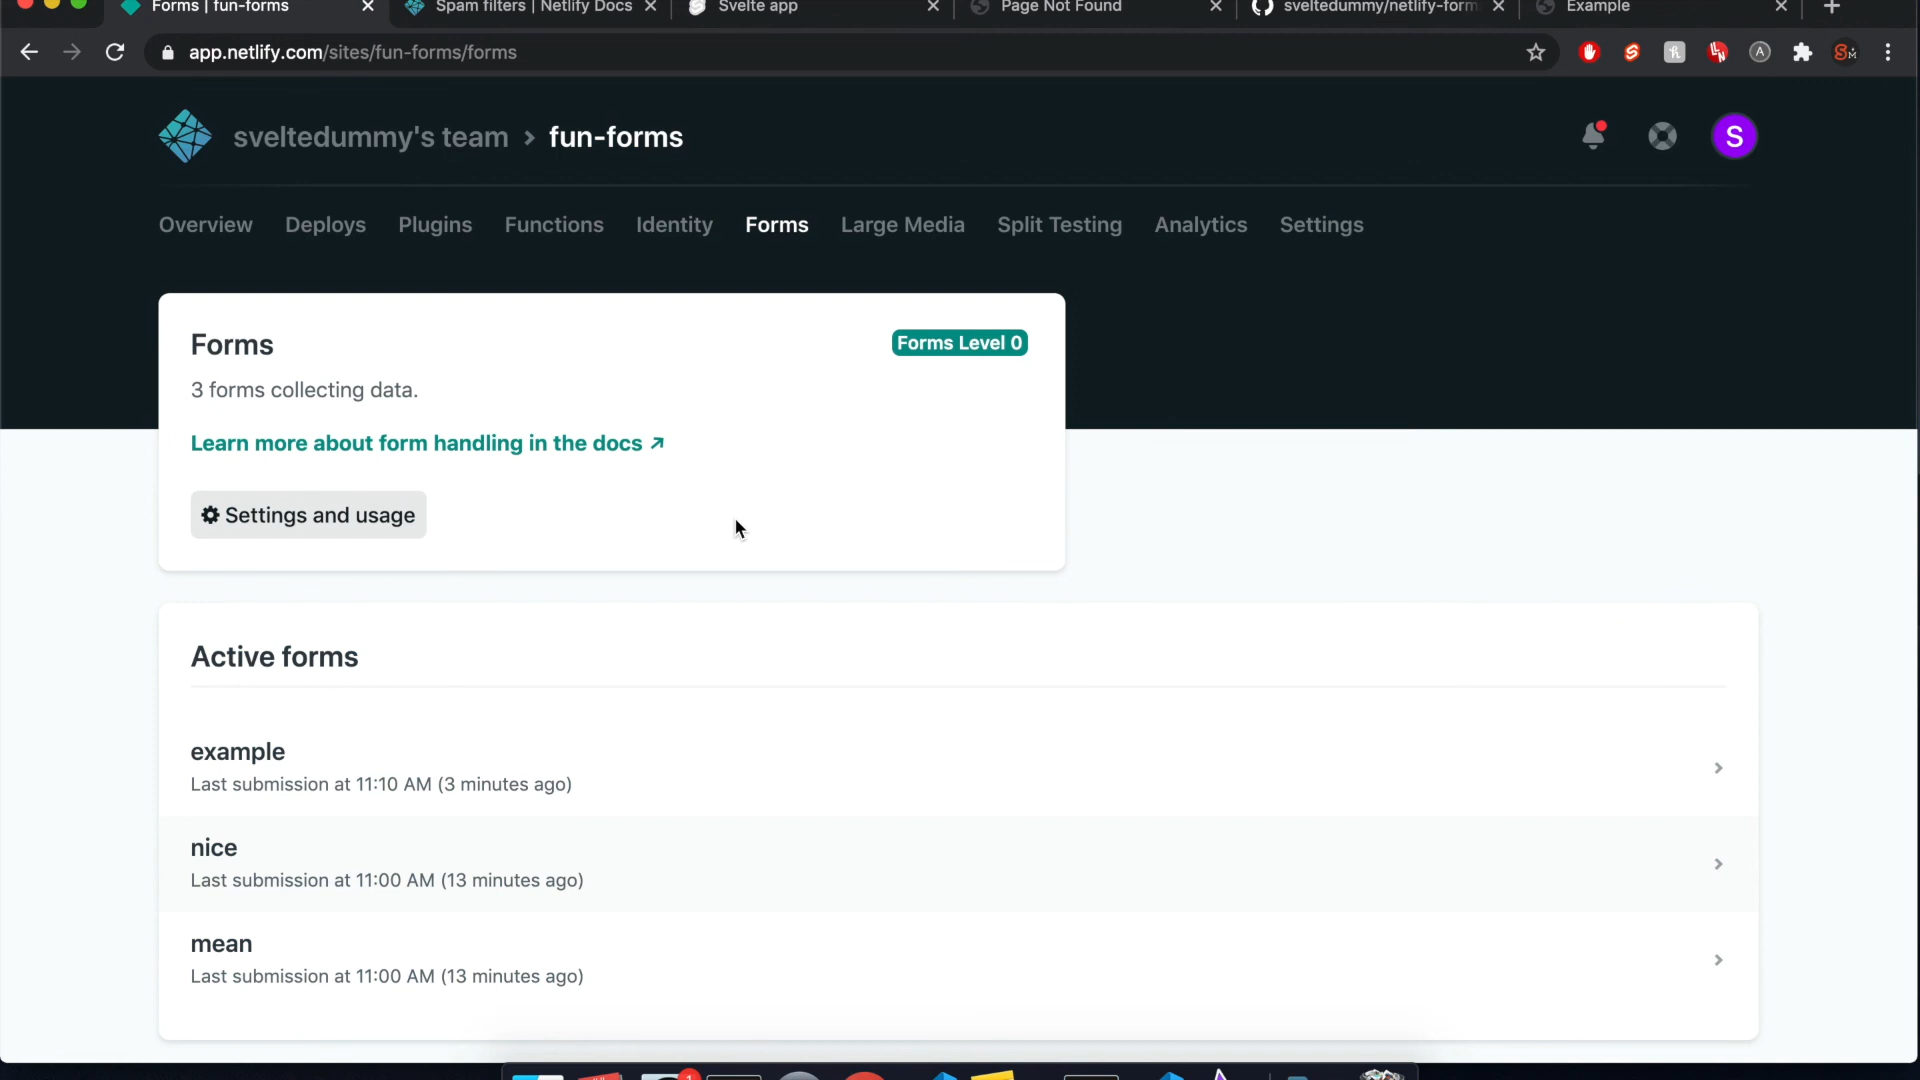 Forms | fun-forms
Spam filters | Netlify Docs
Svelte app
Page Not Found
sveltedummy/netlify-form
Example
app.netlify.com/sites/fun-forms/forms
sveltedummy's team > fun-forms
S
Overview Deploys Plugins Functions Identity Forms Large Media Split Testing Analytics Settings
Forms
Forms Level 0
3 forms collecting data.
Learn more about form handling in the docs
Settings and usage
Active forms
example
Last submission at 11:10 AM (3 minutes ago)
nice
Last submission at 11:00 AM (13 minutes ago)
mean
Last submission at 11:00 AM (13 minutes ago)
1